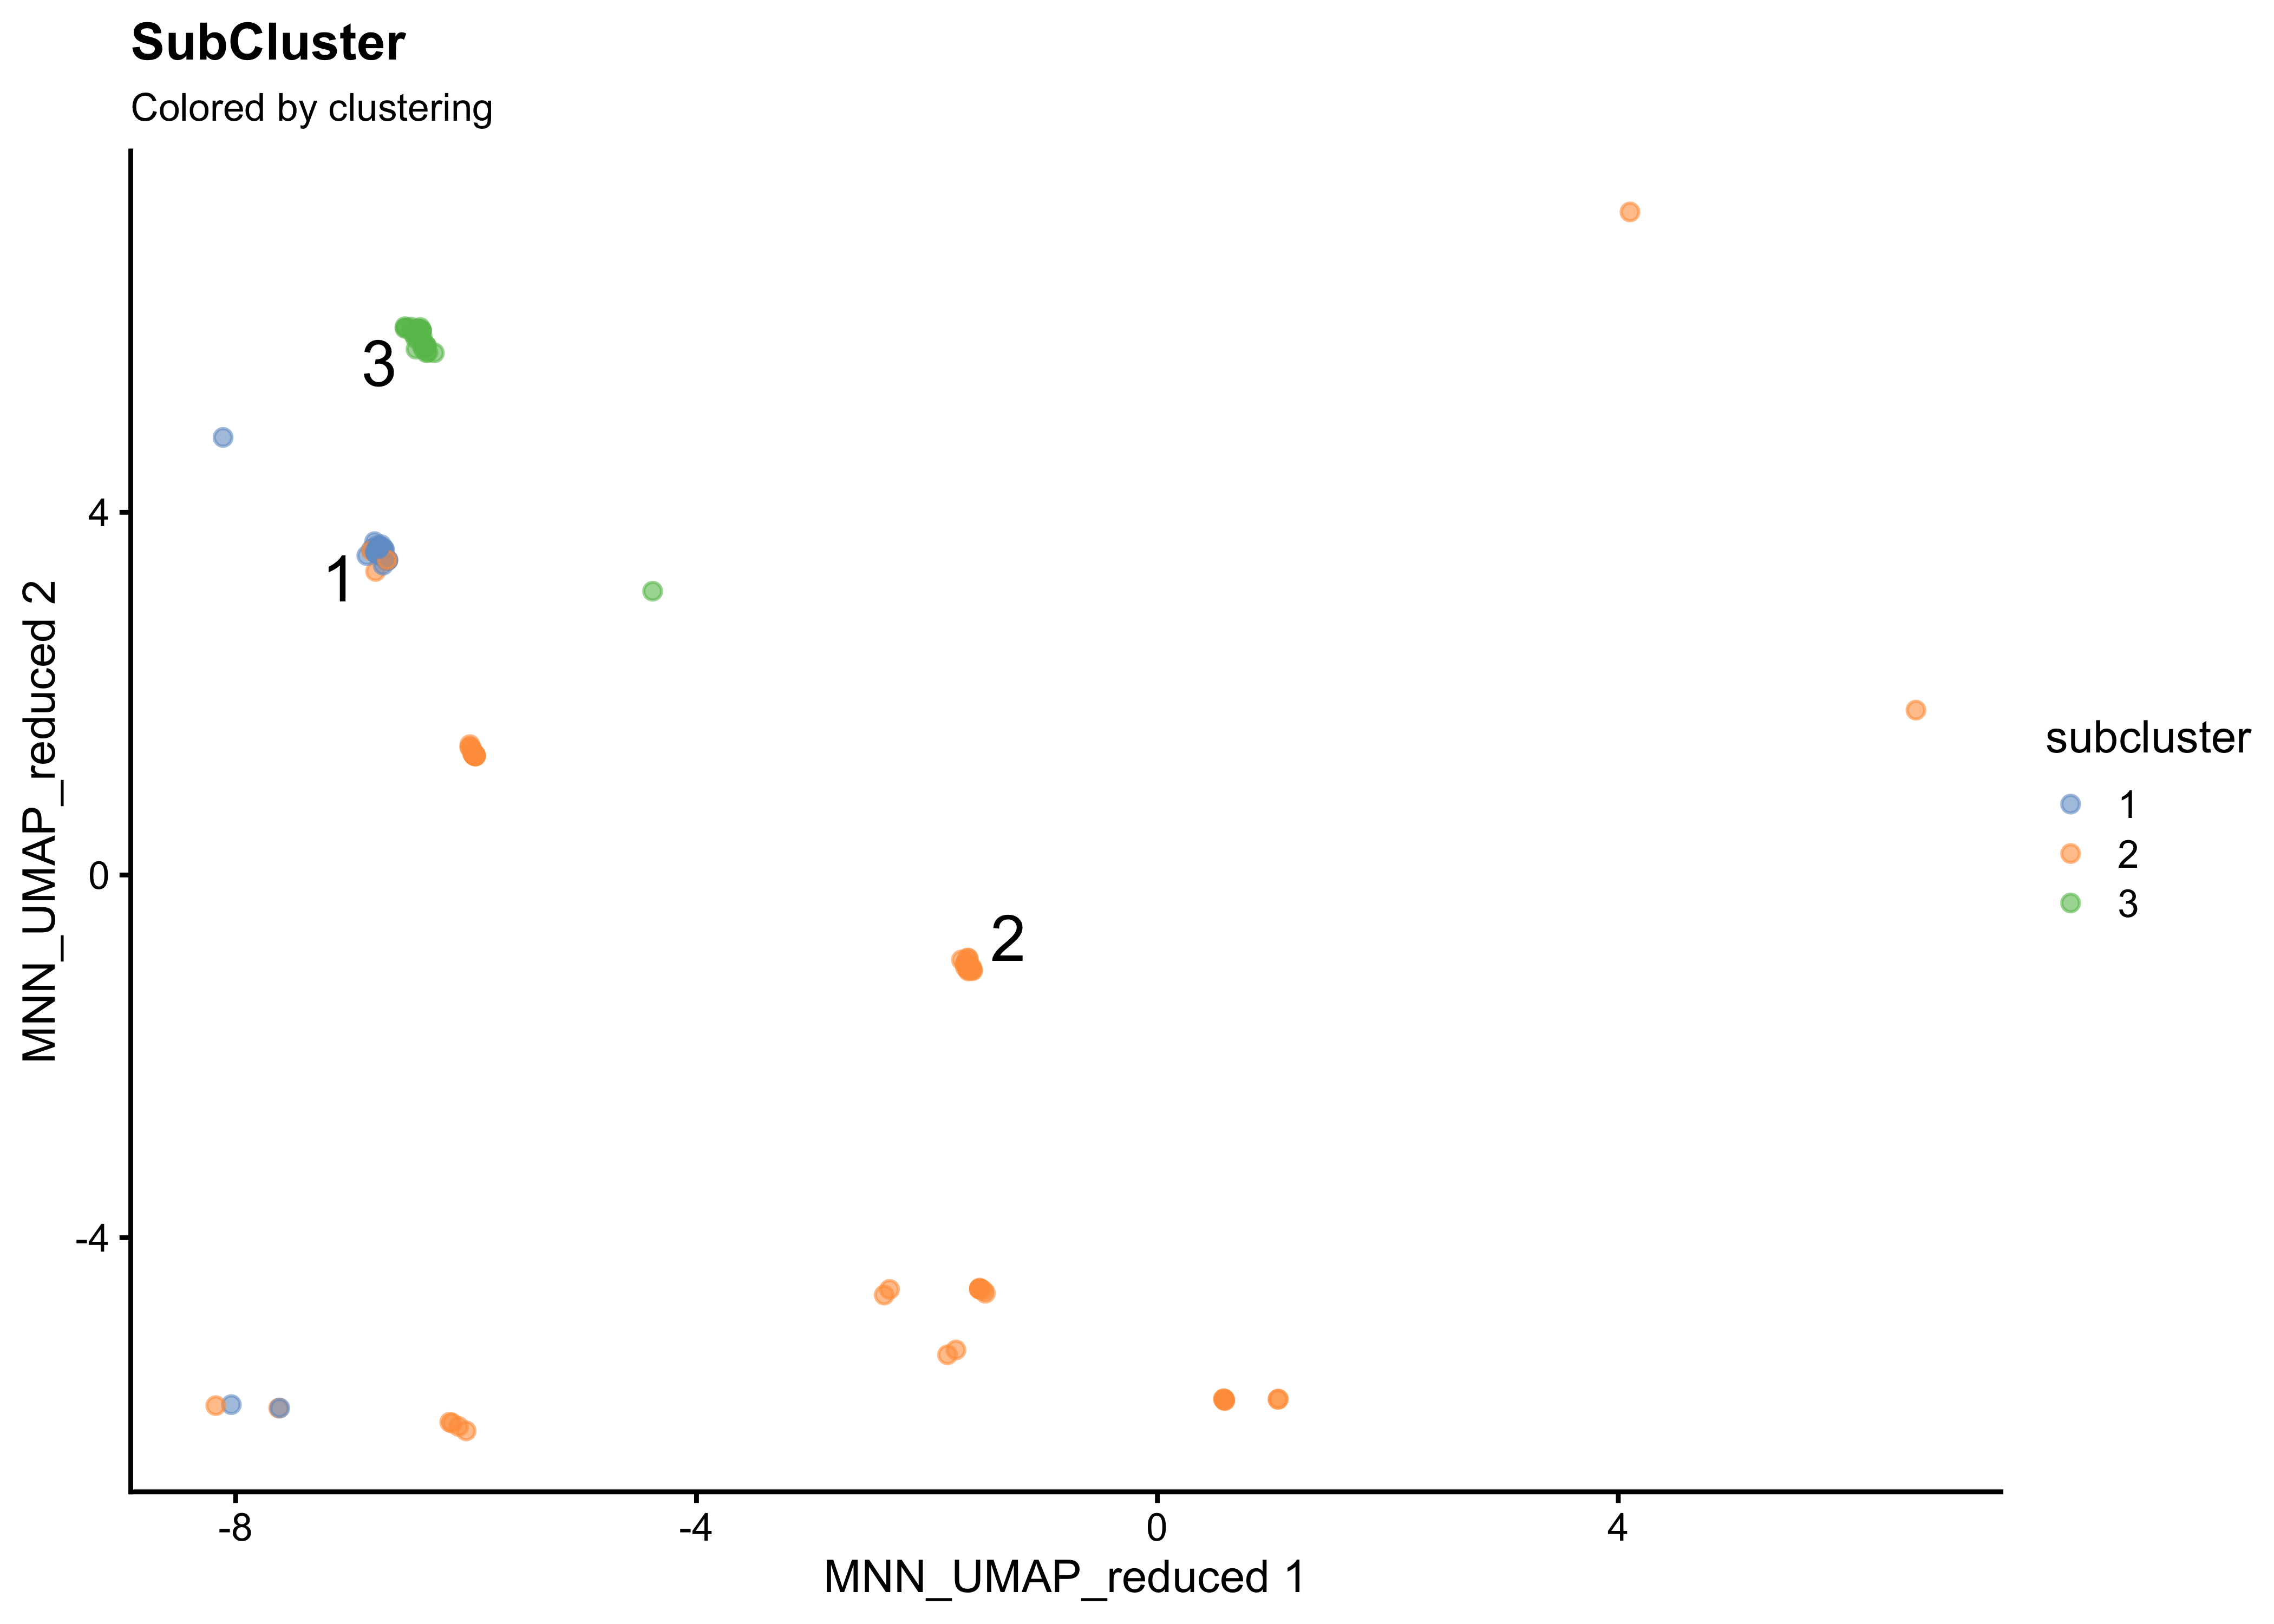 SubCluster
Colored by clustering
3
4
1
MNN_UMAP_reduced 2
subcluster
1
2
3
0
2
-4
-8
-4
0
4
MNN_UMAP_reduced 1